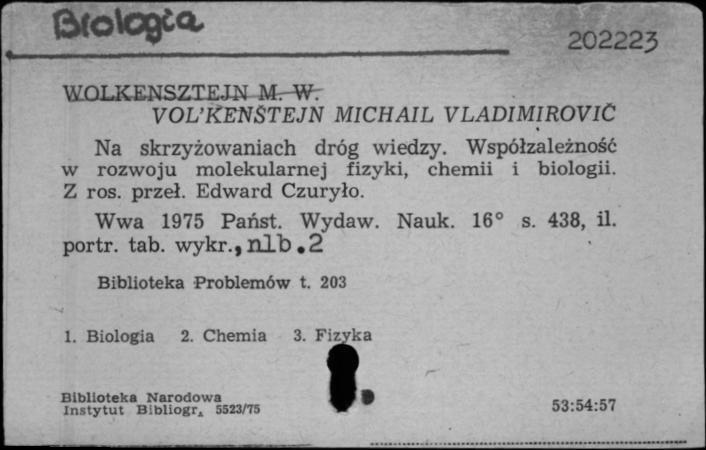 Biologia
202223
WOLKENSZTEJN M. W.
VOL'KENŠTEJN MICHAIL VLADIMIROVIČ
Na skrzyżowaniach dróg wiedzy. Współzależność
w rozwoju molekularnej fizyki, chemii i biologii.
Z ros. przeł. Edward Czuryło.
Wwa 1975 Państ. Wydaw. Nauk. 16° s. 438, il.
portr. tab. wykr., nlb. 2
Biblioteka Problemów t. 203
1. Biologia 2. Chemia 3. Fizyka
Biblioteka Narodowa
Instytut Bibliogr. 5523/75
53:54:57